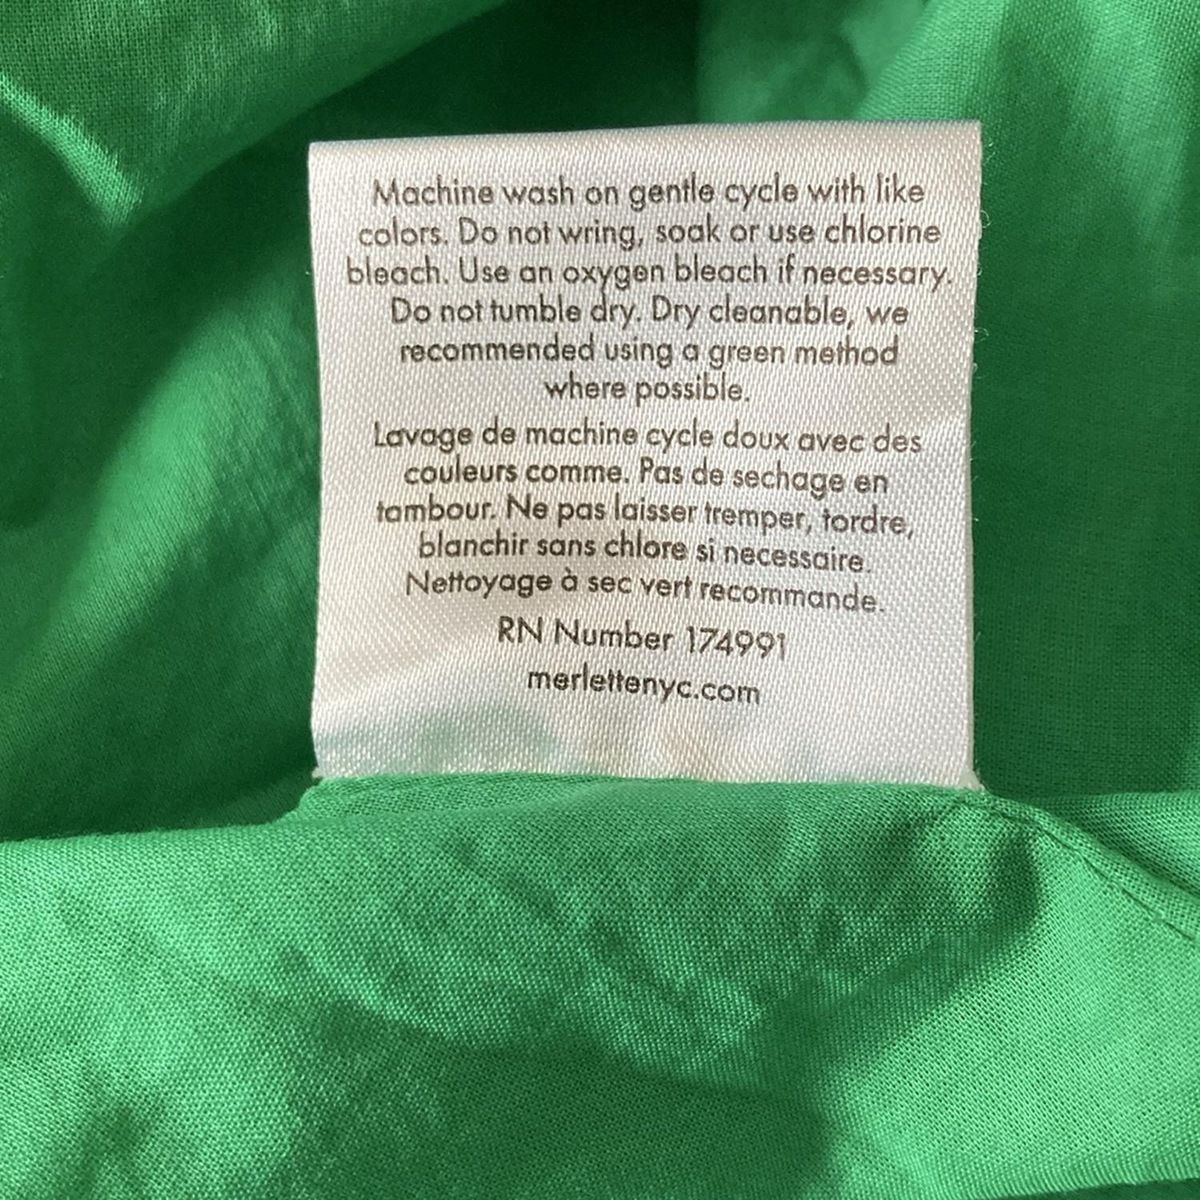 Machine wash on gentle cycle with like
colors. Do not wring, soak or use chlorine
bleach. Use an oxygen bleach if necessary.
Do not tumble dry. Dry cleanable, we
recommended using a green method
where possible.
Lavage de machine cycle doux avec des
couleurs comme. Pas de sechage en
tambour. Ne pas laisser tremper, tordre,
blanchir sans chlore si necessaire.
Nettoyage à sec vert recommande.
RN Number 174991
merlettenyc.com